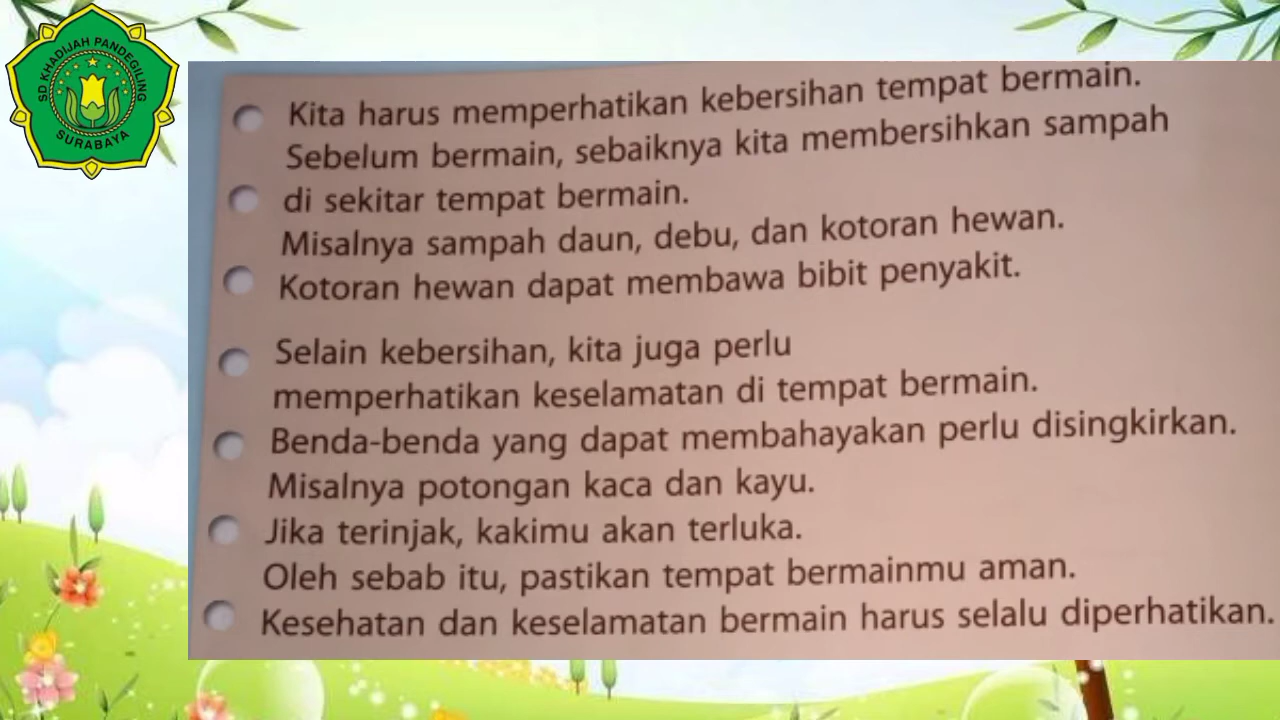 SD KHADIJAH PANDEGILING
SURABAYA
Kita harus memperhatikan kebersihan tempat bermain.
Sebelum bermain, sebaiknya kita membersihkan sampah
di sekitar tempat bermain.
Misalnya sampah daun, debu, dan kotoran hewan.
Kotoran hewan dapat membawa bibit penyakit.
Selain kebersihan, kita juga perlu
memperhatikan keselamatan di tempat bermain.
Benda-benda yang dapat membahayakan perlu disingkirkan.
Misalnya potongan kaca dan kayu.
Jika terinjak, kakimu akan terluka.
Oleh sebab itu, pastikan tempat bermainmu aman.
Kesehatan dan keselamatan bermain harus selalu diperhatikan.